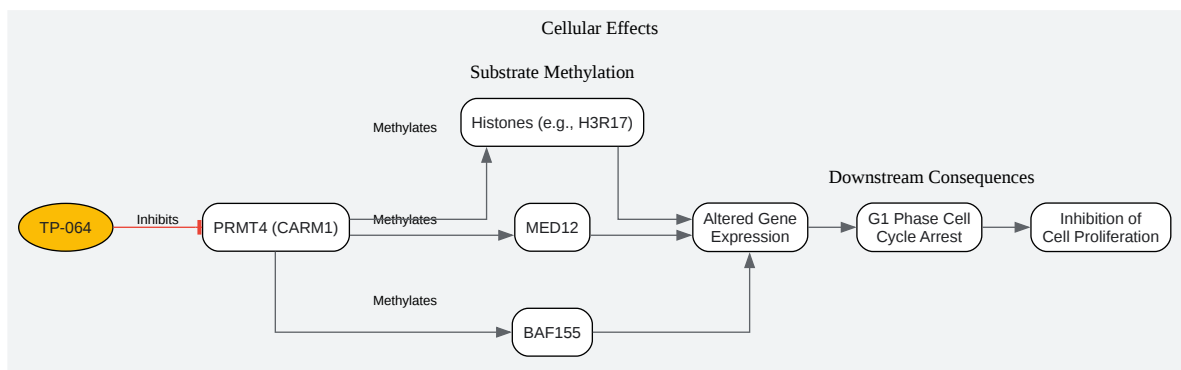 Cellular Effects
Substrate Methylation
Methylates
Histones (e.g., H3R17)
Downstream Consequences
TP-064
Inhibits
PRMT4 (CARM1)
Methylates
MED12
Altered Gene
Expression
G1 Phase Cell
Cycle Arrest
Inhibition of
Cell Proliferation
Methylates
BAF155